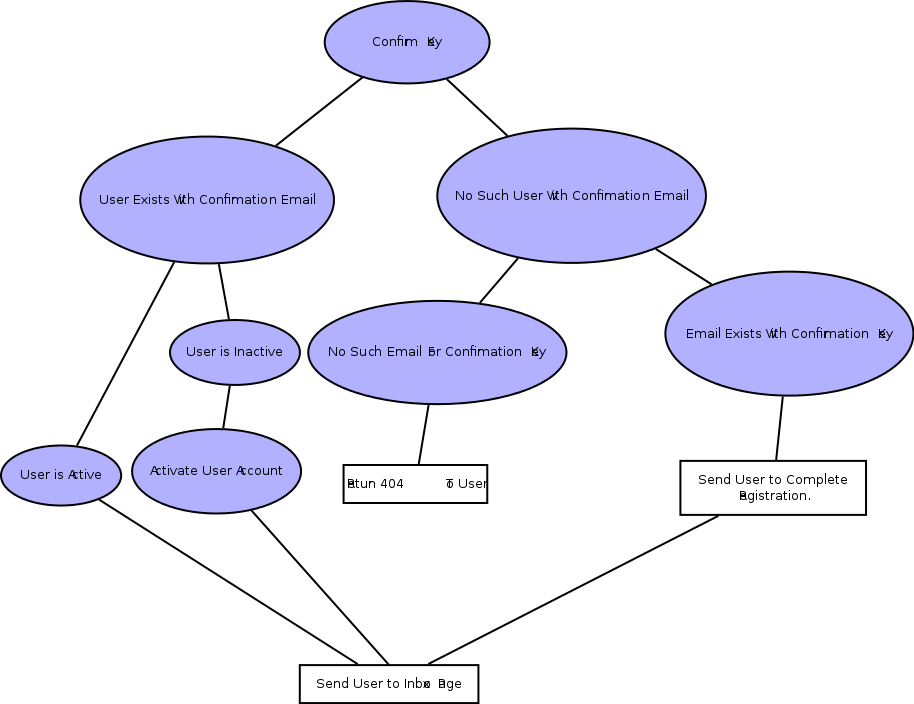 Confirm Key
User Exists With Confirmation Email
No Such User With Confirmation Email
Email Exists With Confirmation Key
User is Inactive
No Such Email For Confirmation Key
User is Active
Activate User Account
Return 404 To User
Send User to Complete
Registration.
Send User to Inbox Page